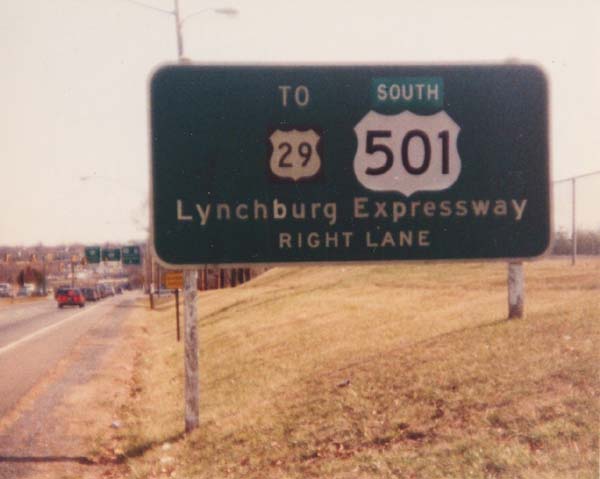 TO SOUTH
29 501
Lynchburg Expressway
RIGHT LANE